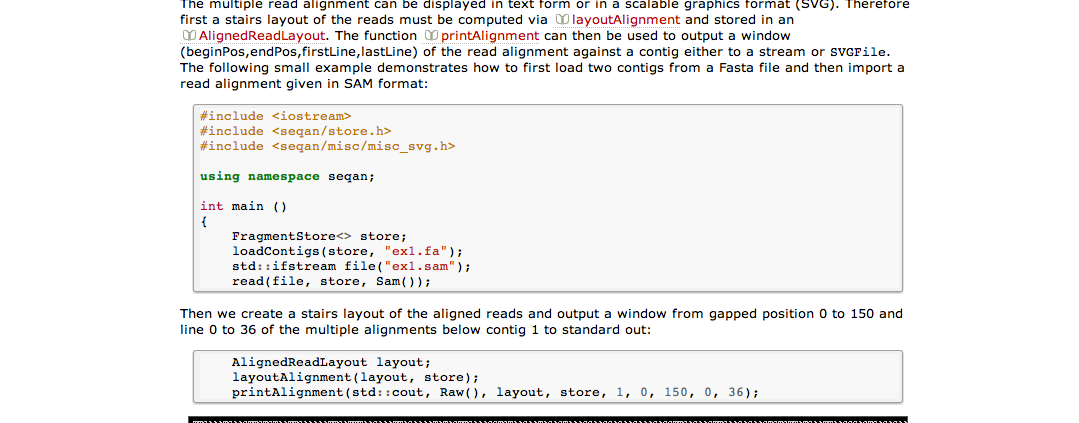 The multiple read alignment can be displayed in text form or in a scalable graphics format (SVG). Therefore
first a stairs layout of the reads must be computed via layoutAlignment and stored in an
AlignedReadLayout. The function printAlignment can then be used to output a window
(beginPos,endPos,firstLine,lastLine) of the read alignment against a contig either to a stream or SVGFile.
The following small example demonstrates how to first load two contigs from a Fasta file and then import a
read alignment given in SAM format:
#include <iostream>
#include <seqan/store.h>
#include <seqan/misc/misc_svg.h>
using namespace seqan;
int main ()
{
FragmentStore<> store;
loadContigs(store, "ex1.fa");
std::ifstream file("ex1.sam");
read(file, store, Sam());
Then we create a stairs layout of the aligned reads and output a window from gapped position 0 to 150 and
line 0 to 36 of the multiple alignments below contig 1 to standard out:
AlignedReadLayout layout;
layoutAlignment(layout, store);
printAlignment(std::cout, Raw(), layout, store, 1, 0, 150, 0, 36);